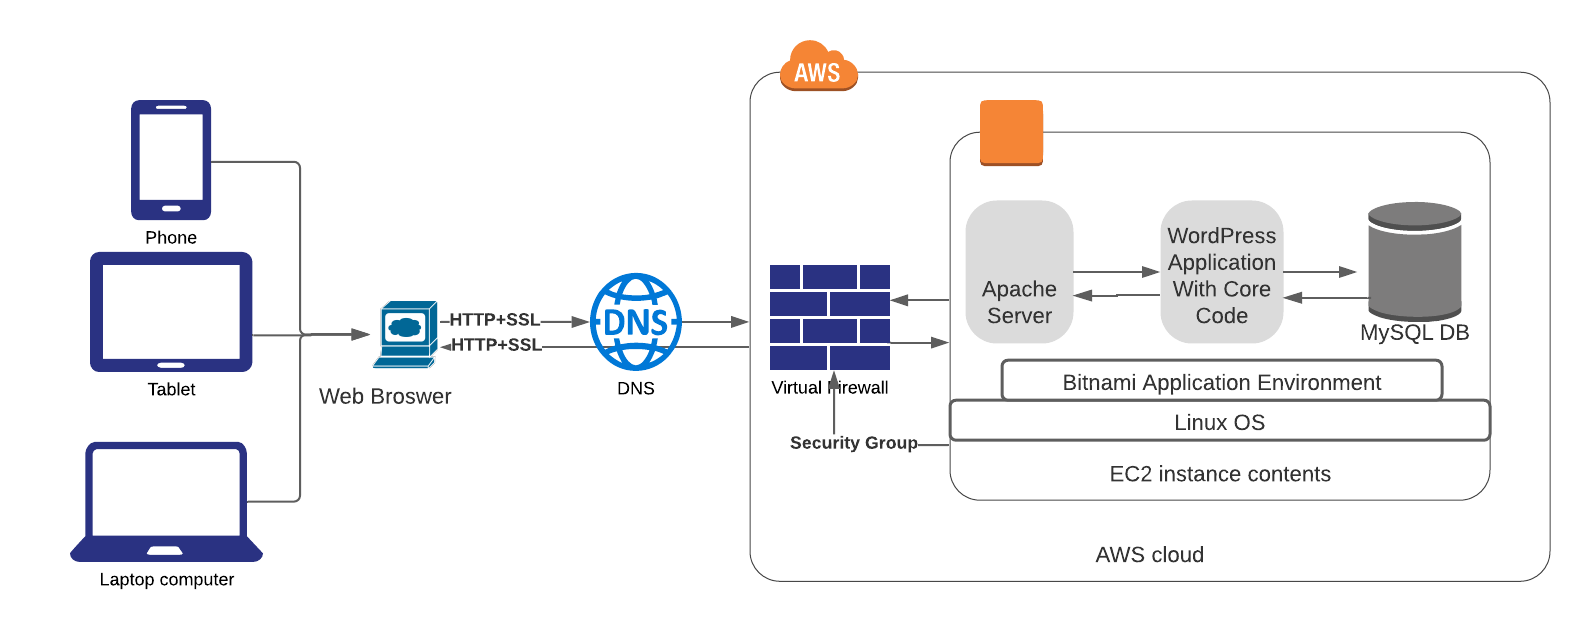 AWS
Phone
Tablet
Laptop computer
Web Broswer
HTTP+SSL
HTTP+SSL
DNS
DNS
Virtual Firewall
Security Group
Apache
Server
WordPress
Application
With Core
Code
MySQL DB
Bitnami Application Environment
Linux OS
EC2 instance contents
AWS cloud